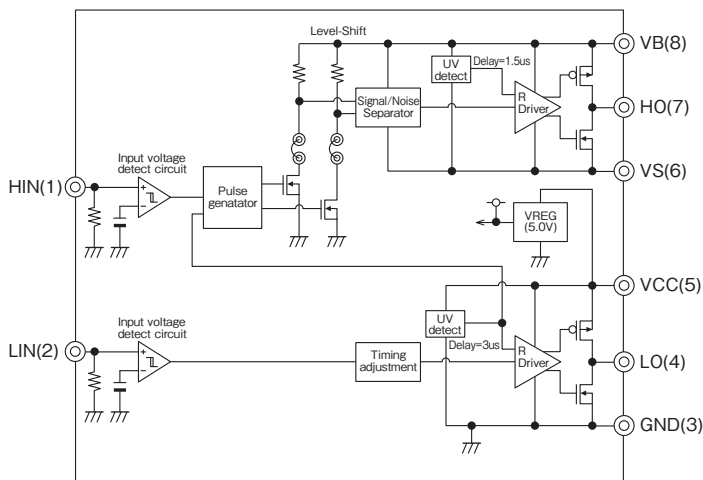 Level-Shift
VB(8)
UV
detect
Delay=1.5us
R
Driver
HO(7)
Signal/Noise
Separator
VS(6)
Input voltage
detect circuit
HIN(1)
+
−
Pulse
genatator
VREG
(5.0V)
VCC(5)
UV
detect
Delay=3us
R
Driver
Input voltage
detect circuit
LIN(2)
+
−
Timing
adjustment
LO(4)
GND(3)